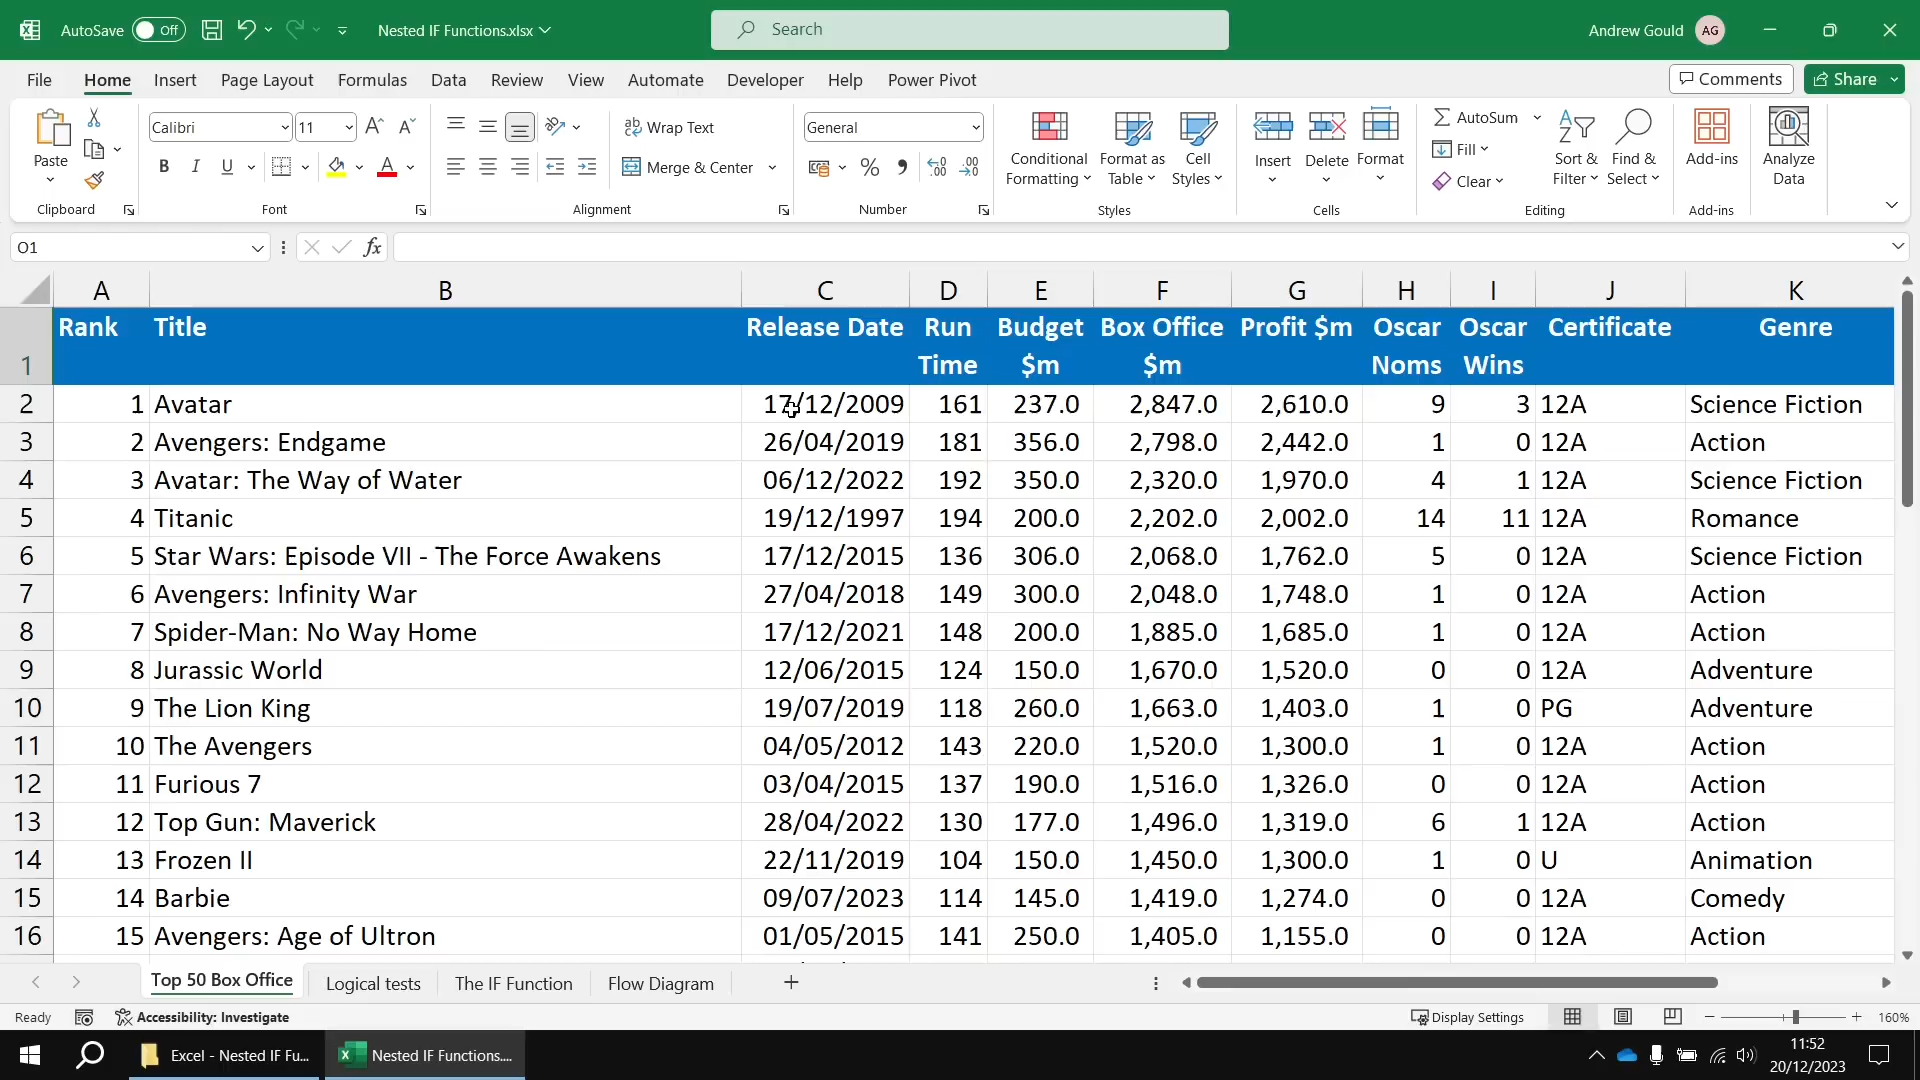 AutoSave Off Nested IF Functions.xlsx Search Andrew Gould AG
File Home Insert Page Layout Formulas Data Review View Automate Developer Help Power Pivot Comments Share
Paste
Calibri 11
B I U
Wrap Text
Merge & Center
General
Conditional Formatting
Format as Table
Cell Styles
Insert Delete Format
AutoSum
Fill
Clear
Sort & Filter
Find & Select
Add-ins
Analyze Data
Clipboard Font Alignment Number Styles Cells Editing Add-ins
O1 fx
A B C D E F G H I J K
1 Rank Title Release Date Run Time Budget $m Box Office $m Profit $m Oscar Noms Oscar Wins Certificate Genre
2 1 Avatar 17/12/2009 161 237.0 2,847.0 2,610.0 9 3 12A Science Fiction
3 2 Avengers: Endgame 26/04/2019 181 356.0 2,798.0 2,442.0 1 0 12A Action
4 3 Avatar: The Way of Water 06/12/2022 192 350.0 2,320.0 1,970.0 4 1 12A Science Fiction
5 4 Titanic 19/12/1997 194 200.0 2,202.0 2,002.0 14 11 12A Romance
6 5 Star Wars: Episode VII - The Force Awakens 17/12/2015 136 306.0 2,068.0 1,762.0 5 0 12A Science Fiction
7 6 Avengers: Infinity War 27/04/2018 149 300.0 2,048.0 1,748.0 1 0 12A Action
8 7 Spider-Man: No Way Home 17/12/2021 148 200.0 1,885.0 1,685.0 1 0 12A Action
9 8 Jurassic World 12/06/2015 124 150.0 1,670.0 1,520.0 0 0 12A Adventure
10 9 The Lion King 19/07/2019 118 260.0 1,663.0 1,403.0 1 0 PG Adventure
11 10 The Avengers 04/05/2012 143 220.0 1,520.0 1,300.0 1 0 12A Action
12 11 Furious 7 03/04/2015 137 190.0 1,516.0 1,326.0 0 0 12A Action
13 12 Top Gun: Maverick 28/04/2022 130 177.0 1,496.0 1,319.0 6 1 12A Action
14 13 Frozen II 22/11/2019 104 150.0 1,450.0 1,300.0 1 0 U Animation
15 14 Barbie 09/07/2023 114 145.0 1,419.0 1,274.0 0 0 12A Comedy
16 15 Avengers: Age of Ultron 01/05/2015 141 250.0 1,405.0 1,155.0 0 0 12A Action
Top 50 Box Office Logical tests The IF Function Flow Diagram
Ready Accessibility: Investigate Display Settings 160%
Excel - Nested IF Fu... Nested IF Functions.... 11:52
20/12/2023